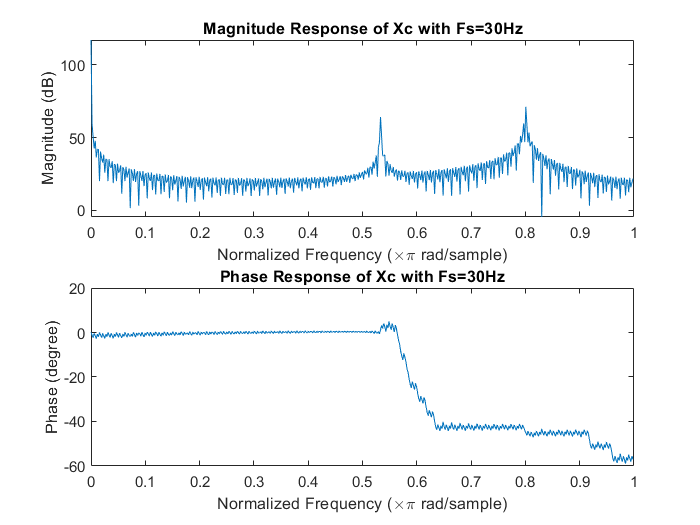 Magnitude Response of Xc with Fs=30Hz
Magnitude (dB)
100
50
0
0 0.1 0.2 0.3 0.4 0.5 0.6 0.7 0.8 0.9 1
Normalized Frequency (×π rad/sample)
Phase Response of Xc with Fs=30Hz
Phase (degree)
20
0
-20
-40
-60
0 0.1 0.2 0.3 0.4 0.5 0.6 0.7 0.8 0.9 1
Normalized Frequency (×π rad/sample)